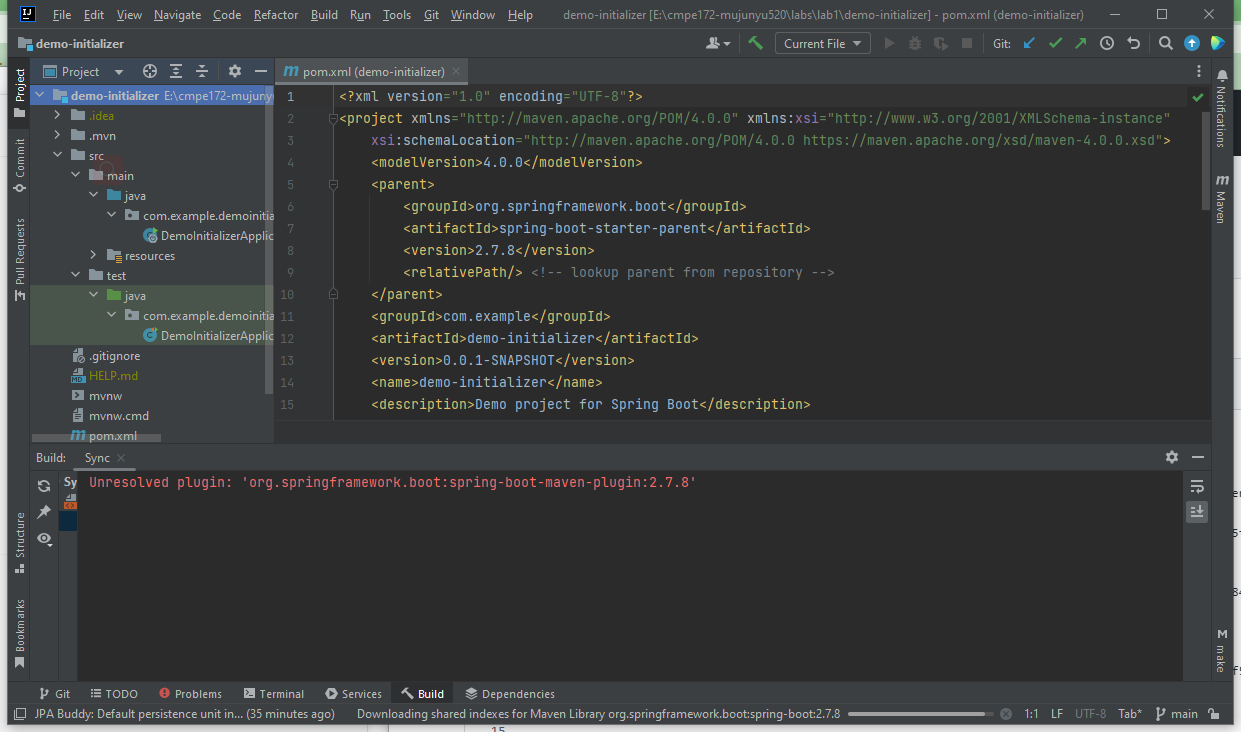 IJ File Edit View Navigate Code Refactor Build Run Tools Git Window Help demo-initializer [E:\cmpe172-mujunyu520\labs\lab1\demo-initializer] - pom.xml (demo-initializer)
demo-initializer Current File Git:
Project m pom.xml (demo-initializer)
Project
Commit
Pull Requests
Structure
Bookmarks
demo-initializer E:\cmpe172-mujunyu
.idea
.mvn
src
main
java
com.example.demoinitia
DemoInitializerApplic
resources
test
java
com.example.demoinitia
DemoInitializerApplic
.gitignore
HELP.md
mvnw
mvnw.cmd
m pom.xml
1 <?xml version="1.0" encoding="UTF-8"?>
2 <project xmlns="http://maven.apache.org/POM/4.0.0" xmlns:xsi="http://www.w3.org/2001/XMLSchema-instance"
3 xsi:schemaLocation="http://maven.apache.org/POM/4.0.0 https://maven.apache.org/xsd/maven-4.0.0.xsd">
4 <modelVersion>4.0.0</modelVersion>
5 <parent>
6 <groupId>org.springframework.boot</groupId>
7 <artifactId>spring-boot-starter-parent</artifactId>
8 <version>2.7.8</version>
9 <relativePath/> <!-- lookup parent from repository -->
10 </parent>
11 <groupId>com.example</groupId>
12 <artifactId>demo-initializer</artifactId>
13 <version>0.0.1-SNAPSHOT</version>
14 <name>demo-initializer</name>
15 <description>Demo project for Spring Boot</description>
Notifications
m Maven
M make
Build: Sync
Sy
Unresolved plugin: 'org.springframework.boot:spring-boot-maven-plugin:2.7.8'
Git TODO Problems Terminal Services Build Dependencies
JPA Buddy: Default persistence unit in... (35 minutes ago) Downloading shared indexes for Maven Library org.springframework.boot:spring-boot:2.7.8 1:1 LF UTF-8 Tab* main
15